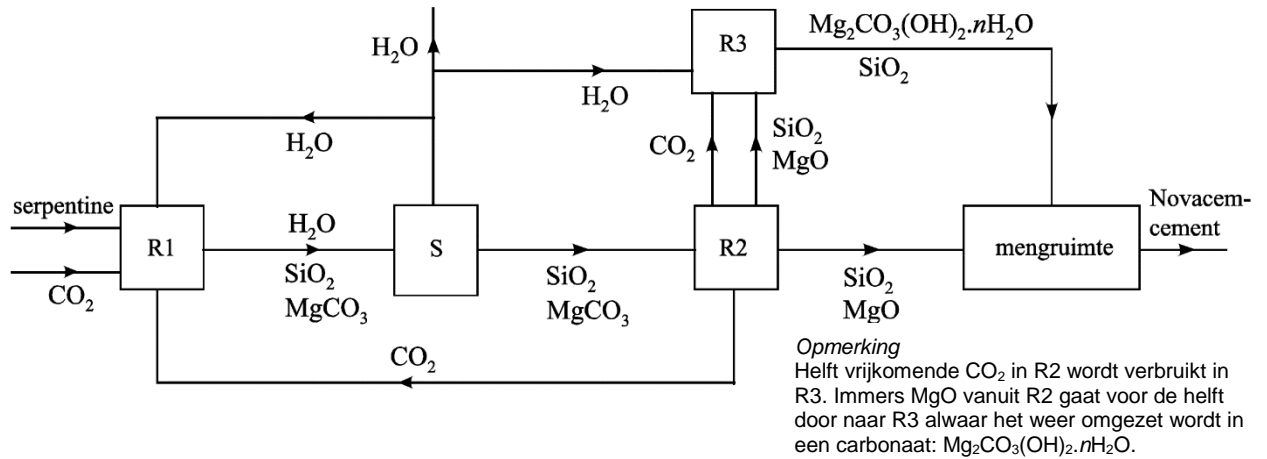 H₂O
R3
Mg₂CO₃(OH)₂.nH₂O
SiO₂
H₂O
H₂O
CO₂
SiO₂
MgO
serpentine
CO₂
R1
H₂O
SiO₂
MgCO₃
S
SiO₂
MgCO₃
R2
SiO₂
MgO
mengruimte
Novacem-
cement
CO₂
Opmerking
Helft vrijkomende CO₂ in R2 wordt verbruikt in
R3. Immers MgO vanuit R2 gaat voor de helft
door naar R3 alwaar het weer omgezet wordt in
een carbonaat: Mg₂CO₃(OH)₂.nH₂O.